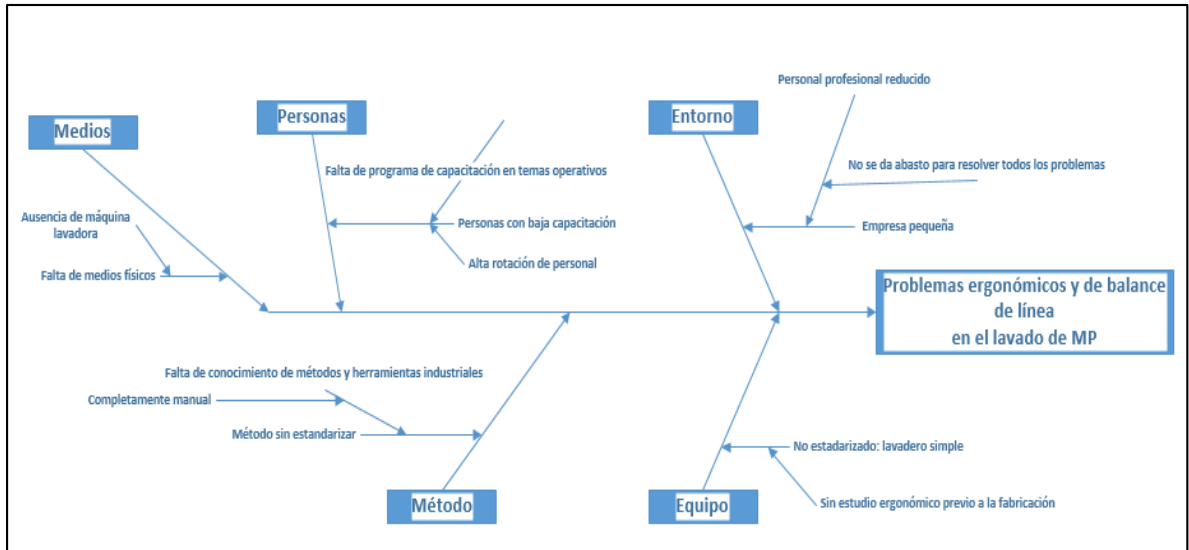 Personal profesional reducido
Medios
Personas
Entorno
Falta de programa de capacitación en temas operativos
No se da abasto para resolver todos los problemas
Ausencia de máquina
lavadora
Personas con baja capacitación
Empresa pequeña
Falta de medios físicos
Alta rotación de personal
Problemas ergonómicos y de balance
de línea
en el lavado de MP
Falta de conocimiento de métodos y herramientas industriales
Completamente manual
Método sin estandarizar
No estadarizado: lavadero simple
Método
Equipo
Sin estudio ergonómico previo a la fabricación